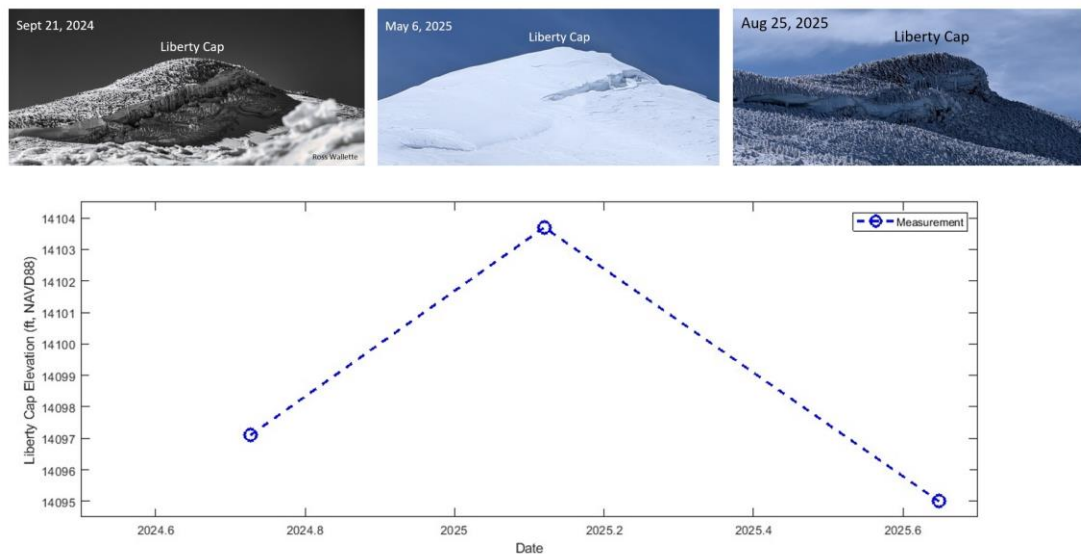 Sept 21, 2024
Liberty Cap
Ross Wallette
May 6, 2025
Liberty Cap
Aug 25, 2025
Liberty Cap
Measurement
Liberty Cap Elevation (ft, NAVD88)
14104
14103
14102
14101
14100
14099
14098
14097
14096
14095
2024.6
2024.8
2025
2025.2
2025.4
2025.6
Date